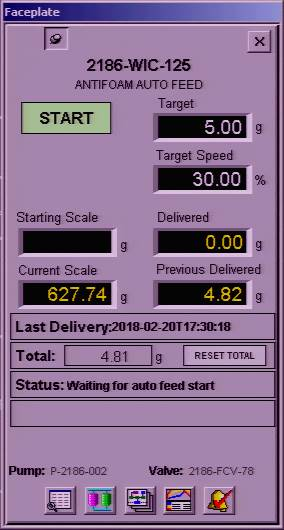 Faceplate
2186-WIC-125
ANTIFOAM AUTO FEED
START
Target
5.00 g
Target Speed
30.00 %
Starting Scale
g
Delivered
0.00 g
Current Scale
627.74 g
Previous Delivered
4.82 g
Last Delivery:2018-02-20T17:30:18
Total: 4.81 g RESET TOTAL
Status: Waiting for auto feed start
Pump: P-2186-002 Valve: 2186-FCV-78